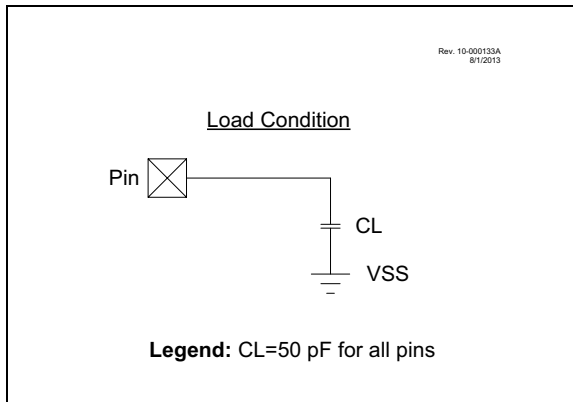 Rev. 10-000133A
8/1/2013
Load Condition
Pin
CL
VSS
Legend: CL=50 pF for all pins